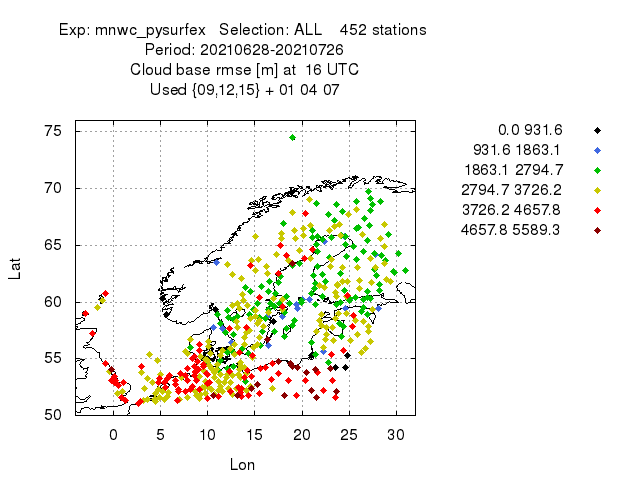 Exp: mnwc_pysurfex Selection: ALL 452 stations
Period: 20210628-20210726
Cloud base rmse [m] at 16 UTC
Used {09,12,15} + 01 04 07
0.0 931.6
931.6 1863.1
1863.1 2794.7
2794.7 3726.2
3726.2 4657.8
4657.8 5589.3
75
70
65
60
55
50
Lat
0 5 10 15 20 25 30
Lon